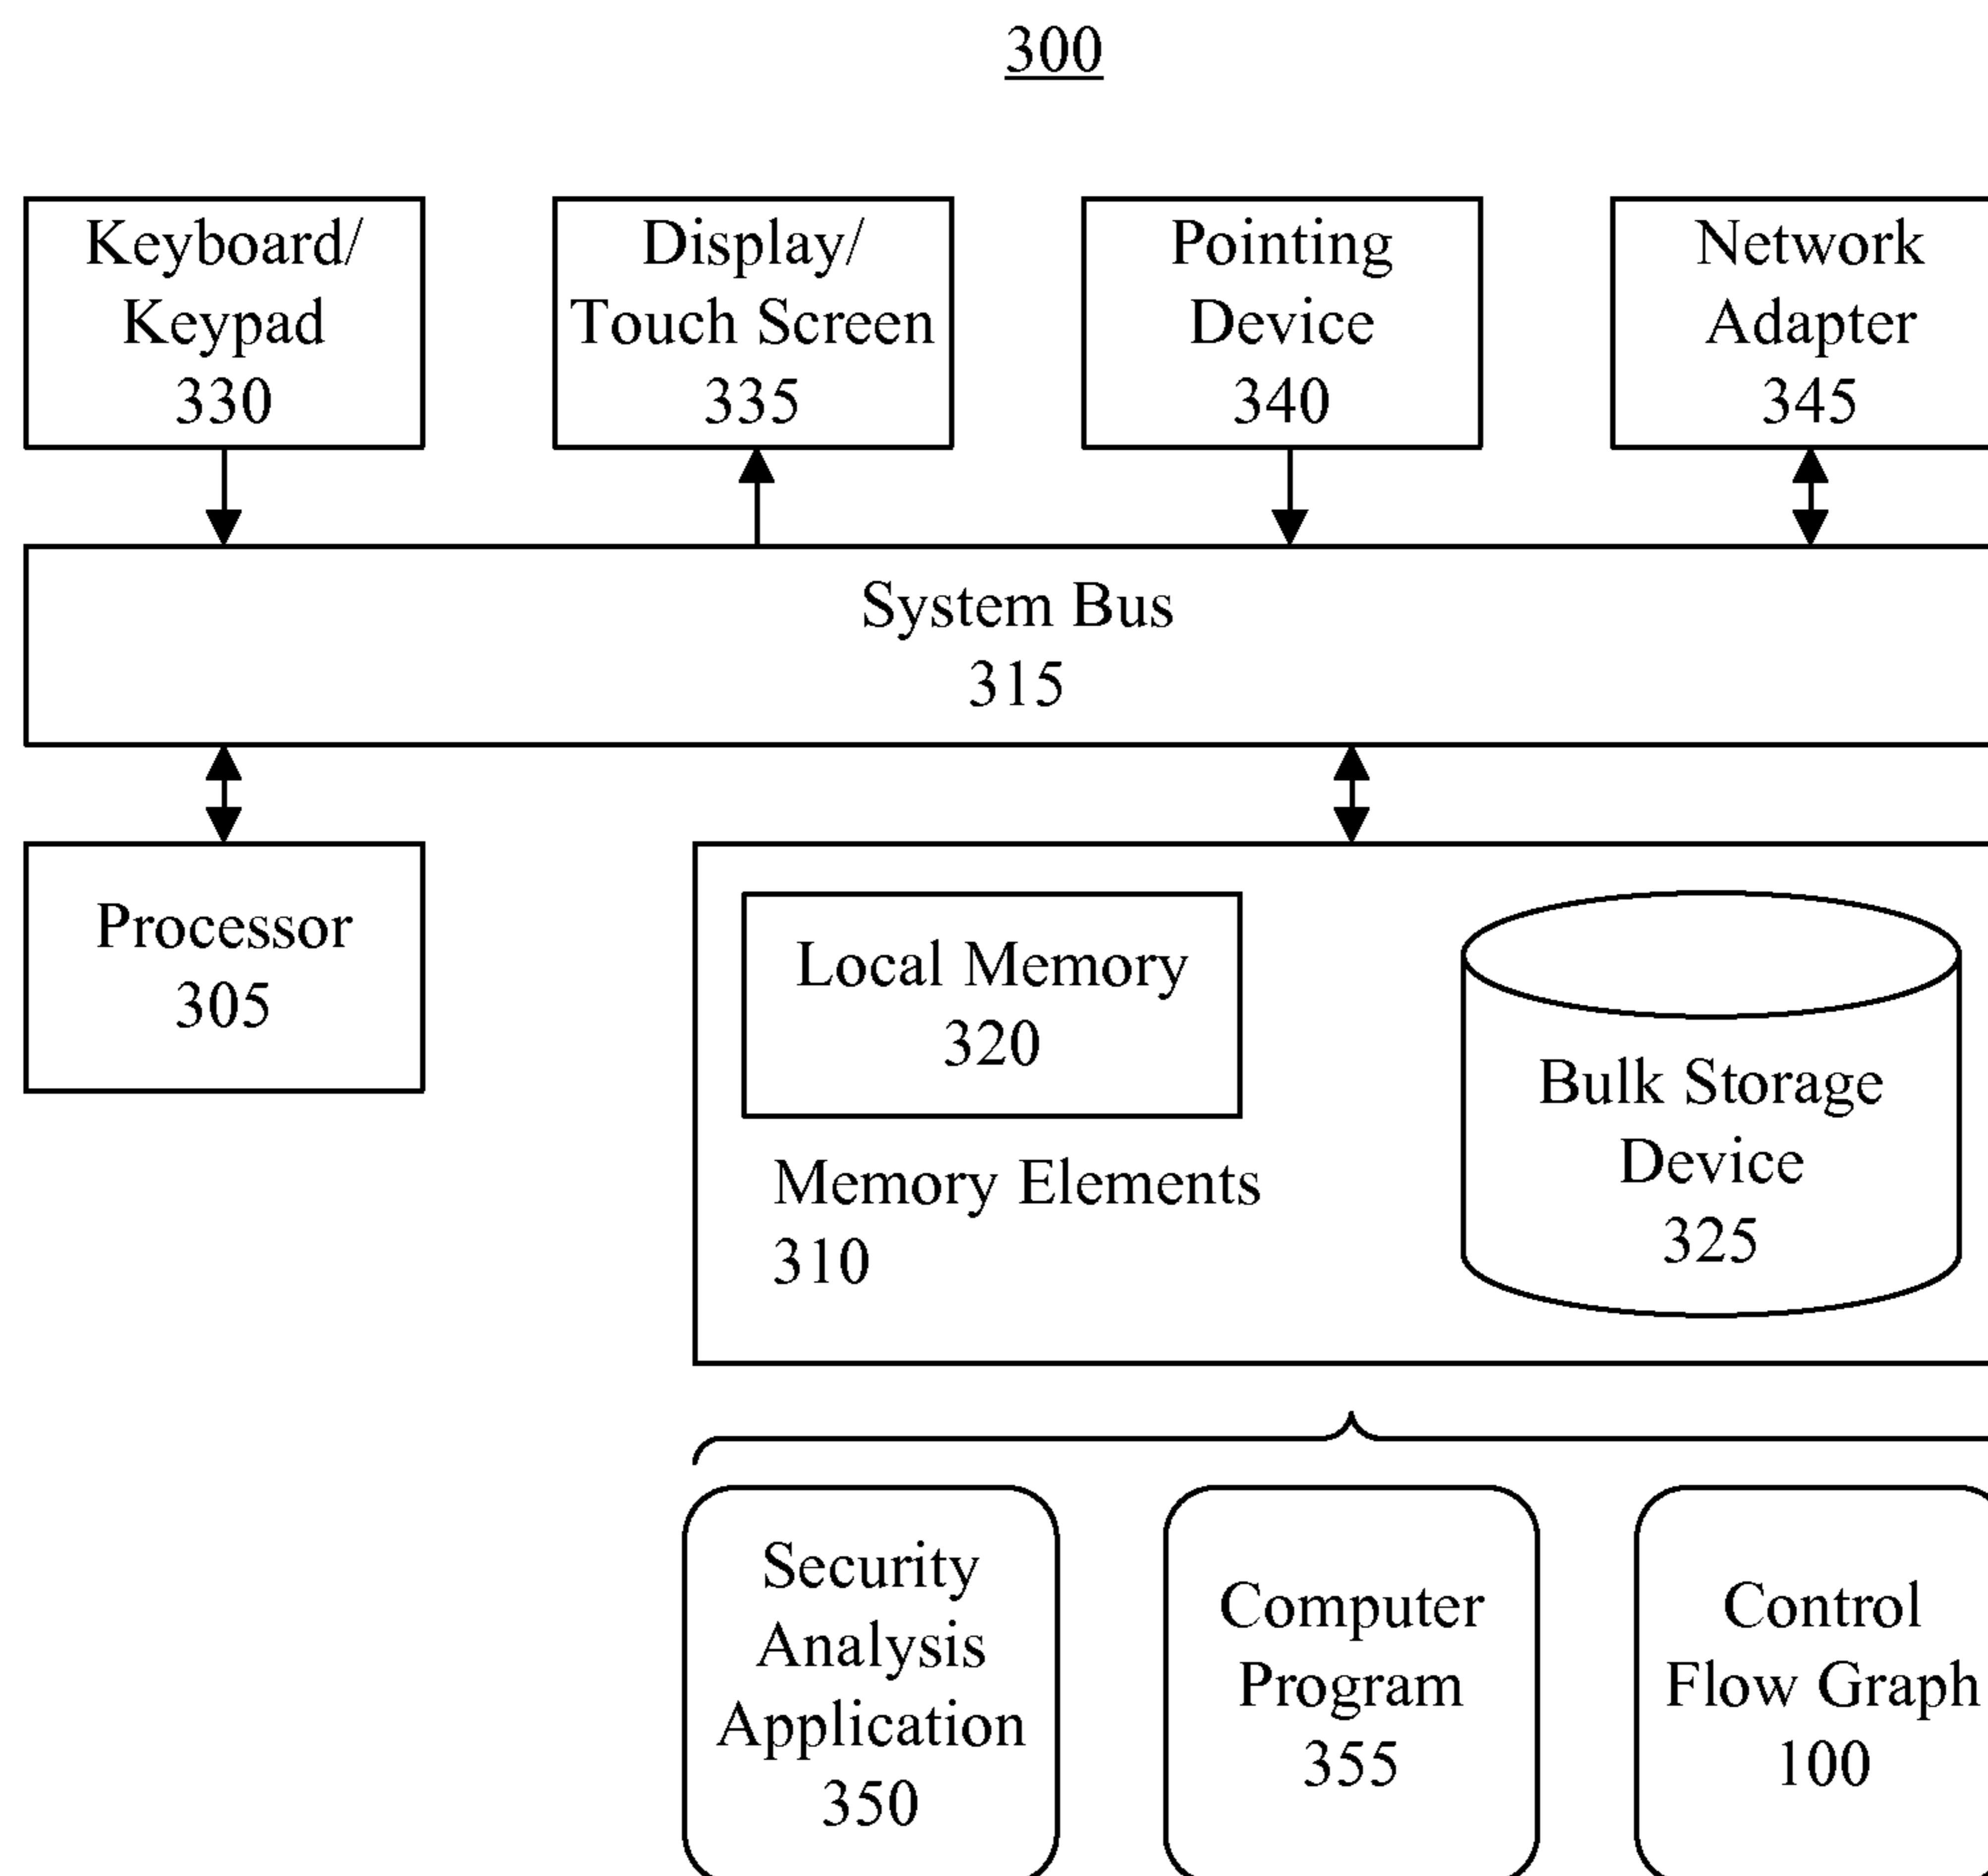 300
Keyboard/
Keypad
330
Display/
Touch Screen
335
Pointing
Device
340
Network
Adapter
345
System Bus
315
Processor
305
Local Memory
320
Memory Elements
310
Bulk Storage
Device
325
Security
Analysis
Application
350
Computer
Program
355
Control
Flow Graph
100